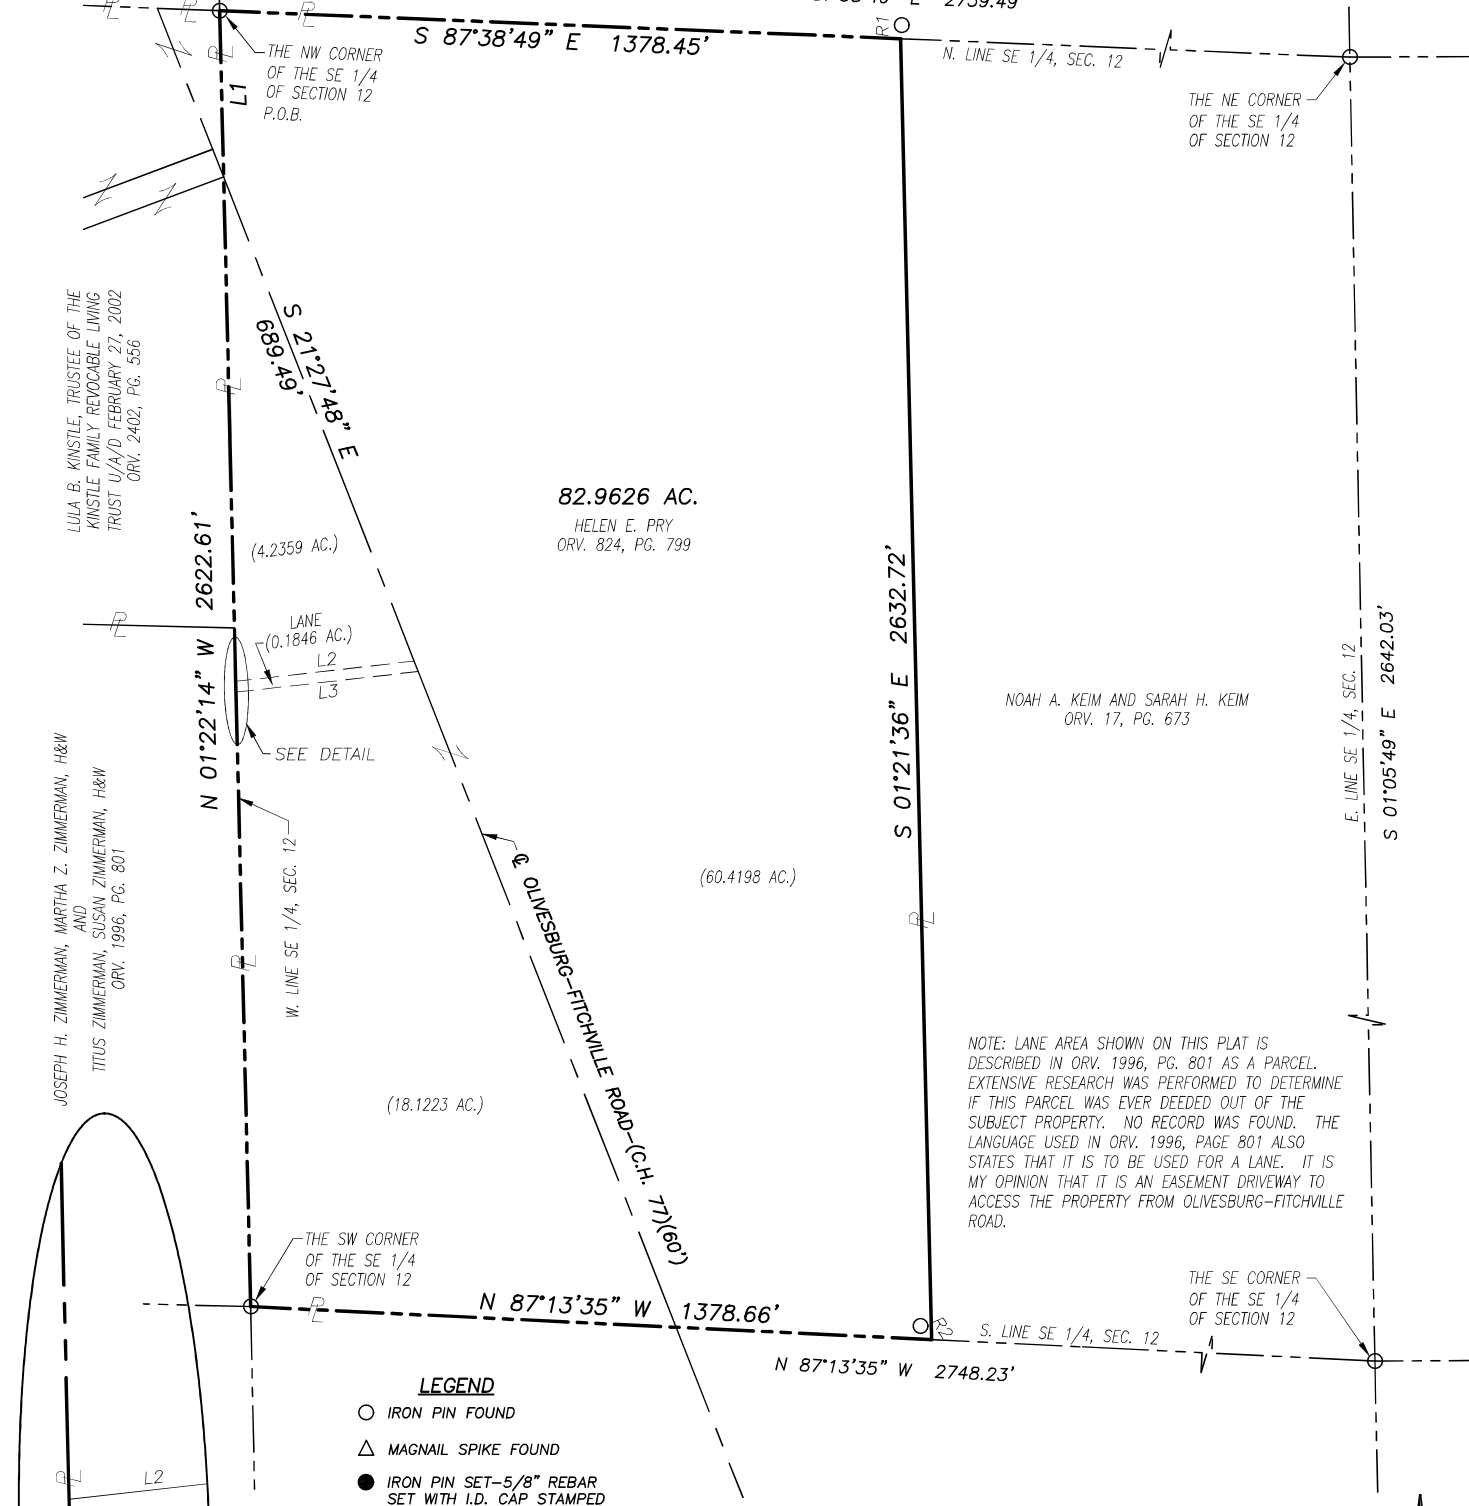 2739.49'
S 87°38'49" E 1378.45'
R1
N. LINE SE 1/4, SEC. 12
THE NW CORNER
OF THE SE 1/4
OF SECTION 12
P.O.B.
L1
THE NE CORNER
OF THE SE 1/4
OF SECTION 12
LULA B. KINSTLE, TRUSTEE OF THE
KINSTLE FAMILY REVOCABLE LIVING
TRUST U/A/D FEBRUARY 27, 2002
ORV. 2402, PG. 556
S 21°27'48" E
689.49'
82.9626 AC.
HELEN E. PRY
ORV. 824, PG. 799
(4.2359 AC.)
N 01°22'14" W 2622.61'
LANE
(0.1846 AC.)
L2
L3
SEE DETAIL
S 01°21'36" E 2632.72'
NOAH A. KEIM AND SARAH H. KEIM
ORV. 17, PG. 673
E. LINE SE 1/4, SEC. 12
S 01°05'49" E 2642.03'
JOSEPH H. ZIMMERMAN, MARTHA Z. ZIMMERMAN, H&W
AND
TITUS ZIMMERMAN, SUSAN ZIMMERMAN, H&W
ORV. 1996, PG. 801
W. LINE SE 1/4, SEC. 12
℄ OLIVESBURG-FITCHVILLE ROAD-(C.H. 77)(60')
(60.4198 AC.)
(18.1223 AC.)
NOTE: LANE AREA SHOWN ON THIS PLAT IS
DESCRIBED IN ORV. 1996, PG. 801 AS A PARCEL.
EXTENSIVE RESEARCH WAS PERFORMED TO DETERMINE
IF THIS PARCEL WAS EVER DEEDED OUT OF THE
SUBJECT PROPERTY. NO RECORD WAS FOUND. THE
LANGUAGE USED IN ORV. 1996, PAGE 801 ALSO
STATES THAT IT IS TO BE USED FOR A LANE. IT IS
MY OPINION THAT IT IS AN EASEMENT DRIVEWAY TO
ACCESS THE PROPERTY FROM OLIVESBURG-FITCHVILLE
ROAD.
THE SW CORNER
OF THE SE 1/4
OF SECTION 12
THE SE CORNER
OF THE SE 1/4
OF SECTION 12
N 87°13'35" W 1378.66'
R2
S. LINE SE 1/4, SEC. 12
N 87°13'35" W 2748.23'
LEGEND
IRON PIN FOUND
MAGNAIL SPIKE FOUND
IRON PIN SET-5/8" REBAR
SET WITH I.D. CAP STAMPED
L2